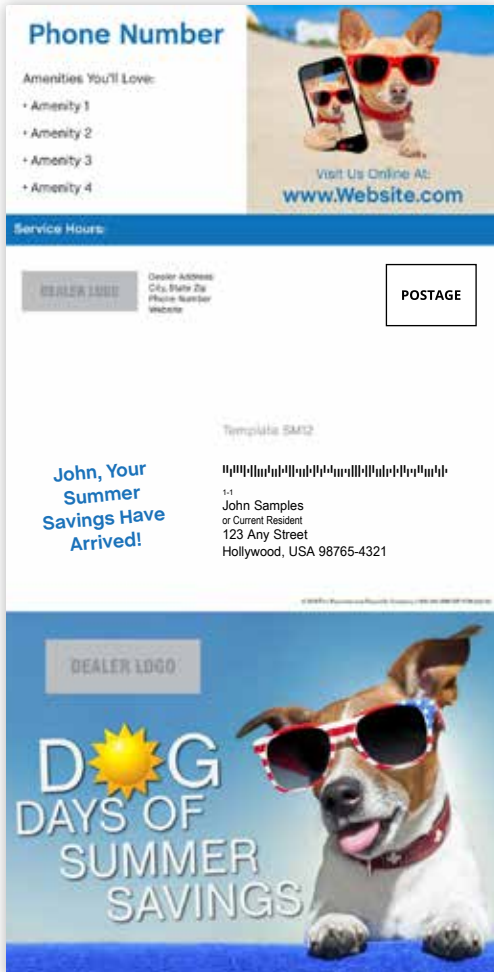 Phone Number
Amenities You'll Love:
• Amenity 1
• Amenity 2
• Amenity 3
• Amenity 4
Visit Us Online At:
www.Website.com
Service Hours:
DEALER LOGO
Dealer Address
City, State Zip
Phone Number
Website
POSTAGE
Template SM12
John, Your
Summer
Savings Have
Arrived!
1-1
John Samples
or Current Resident
123 Any Street
Hollywood, USA 98765-4321
DEALER LOGO
DOG
DAYS OF
SUMMER
SAVINGS